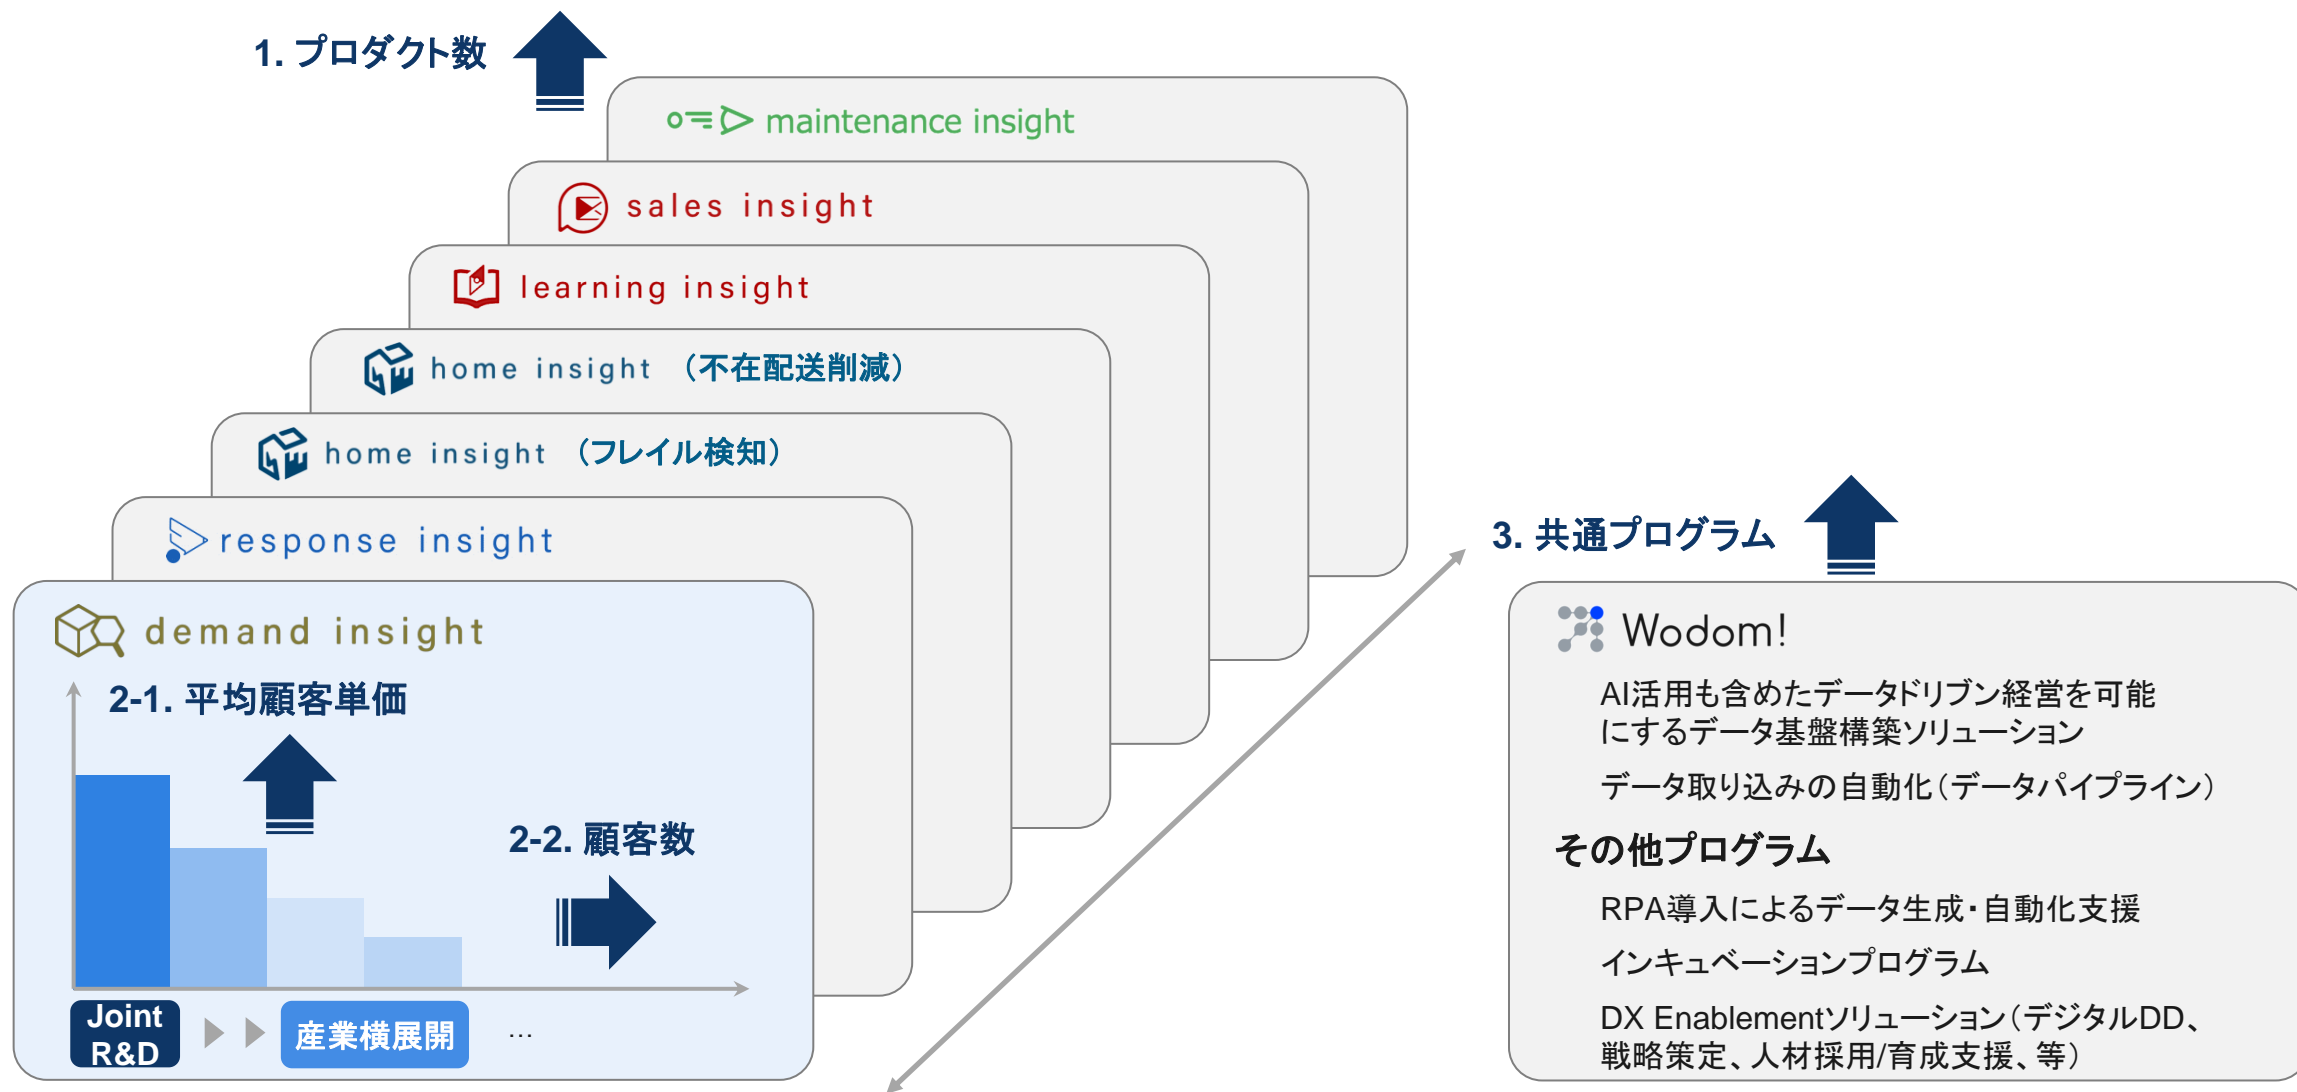 1. プロダクト数
maintenance insight
sales insight
learning insight
home insight （不在配送削減）
home insight （フレイル検知）
response insight
demand insight
2-1. 平均顧客単価
2-2. 顧客数
Joint
R&D
産業横展開
…
3. 共通プログラム
Wodom!
AI活用も含めたデータドリブン経営を可能
にするデータ基盤構築ソリューション
データ取り込みの自動化（データパイプライン）
その他プログラム
RPA導入によるデータ生成・自動化支援
インキュベーションプログラム
DX Enablementソリューション（デジタルDD、
戦略策定、人材採用/育成支援、等）